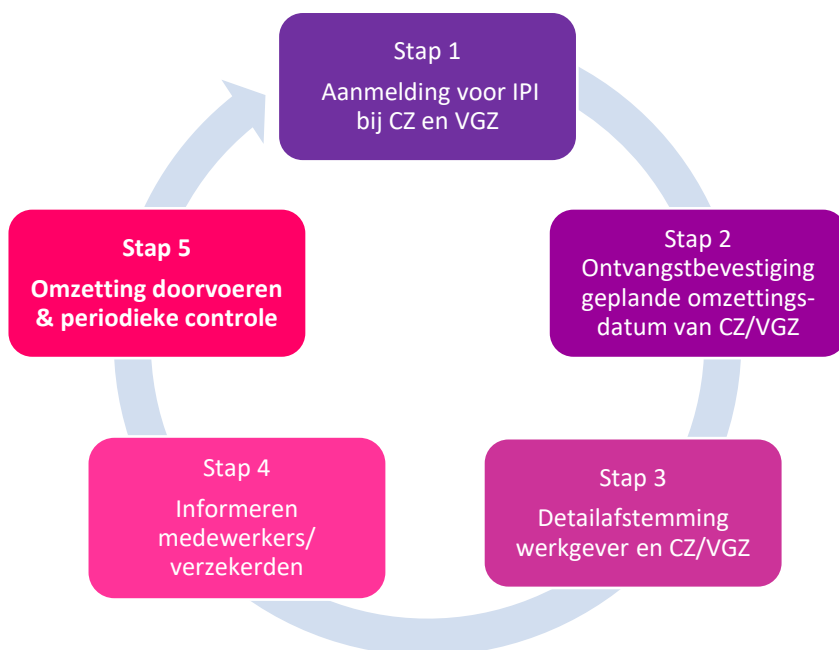 Stap 1
Aanmelding voor IPI
bij CZ en VGZ
Stap 2
Ontvangstbevestiging
geplande omzettings-
datum van CZ/VGZ
Stap 3
Detailafstemming
werkgever en CZ/VGZ
Stap 4
Informeren
medewerkers/
verzekerden
Stap 5
Omzetting doorvoeren
& periodieke controle